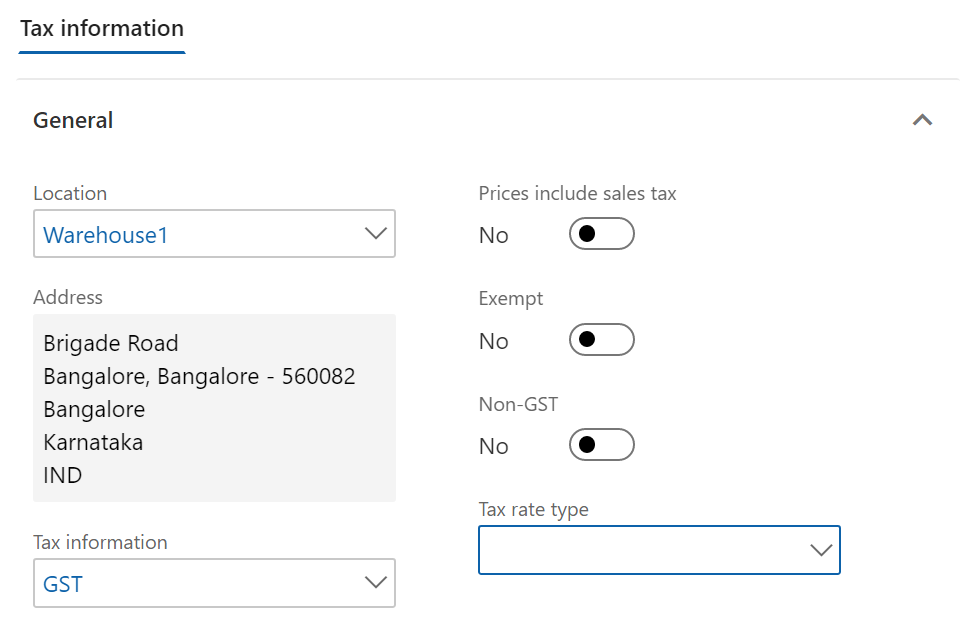 Tax information
General
Location
Warehouse1
Address
Brigade Road
Bangalore, Bangalore - 560082
Bangalore
Karnataka
IND
Tax information
GST
Prices include sales tax
No
Exempt
No
Non-GST
No
Tax rate type